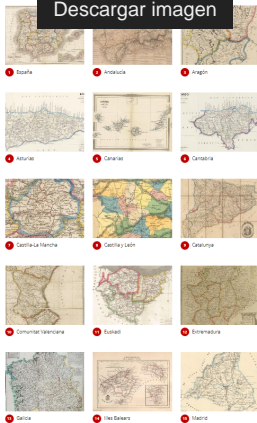 Descargar imagen
1 España
2 Andalucía
3 Aragón
4 Asturias
5 Canarias
6 Cantabria
7 Castilla-La Mancha
8 Castilla y León
9 Catalunya
10 Comunitat Valenciana
11 Euskadi
12 Extremadura
13 Galicia
14 Illes Balears
15 Madrid